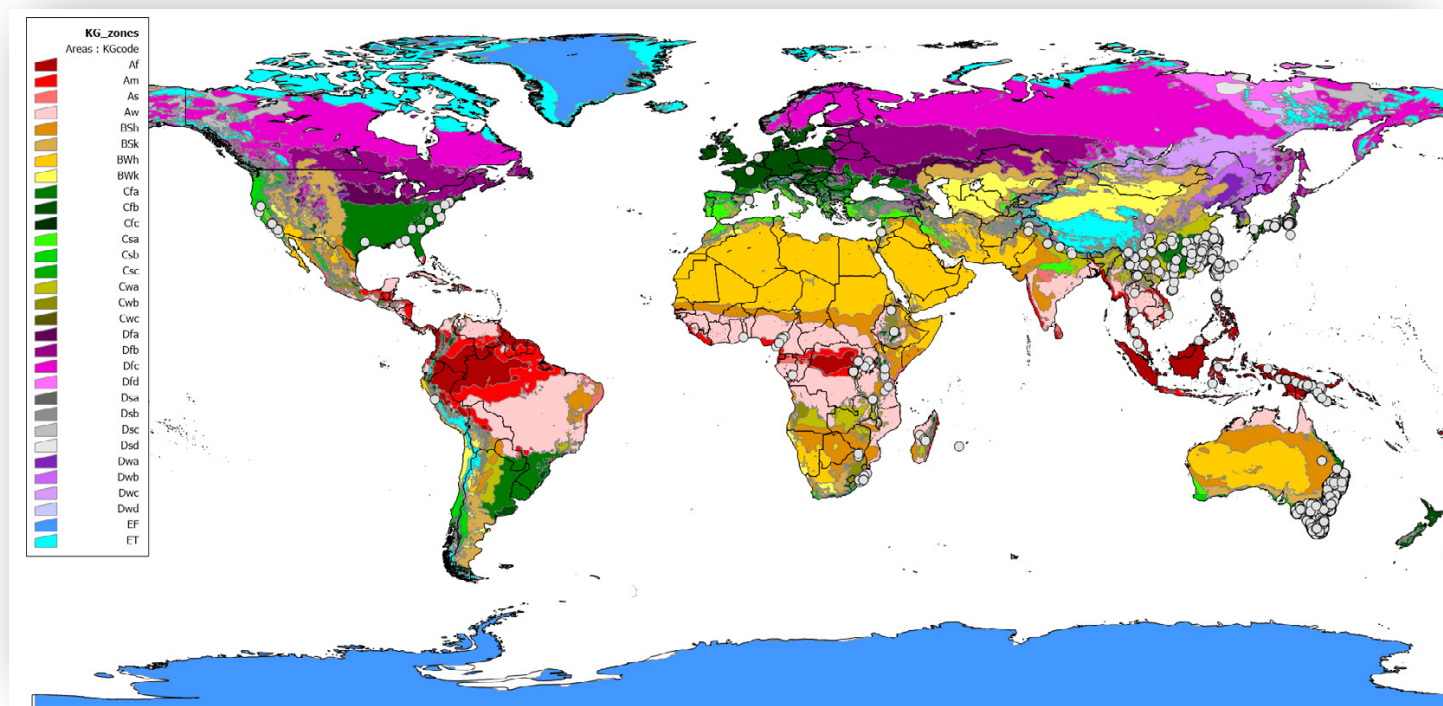 KG_zones
Areas : KGcode
Af
Am
As
Aw
BSh
BSk
BWh
BWk
Cfa
Cfb
Cfc
Csa
Csb
Csc
Cwa
Cwb
Cwc
Dfa
Dfb
Dfc
Dfd
Dsa
Dsb
Dsc
Dsd
Dwa
Dwb
Dwc
Dwd
EF
ET